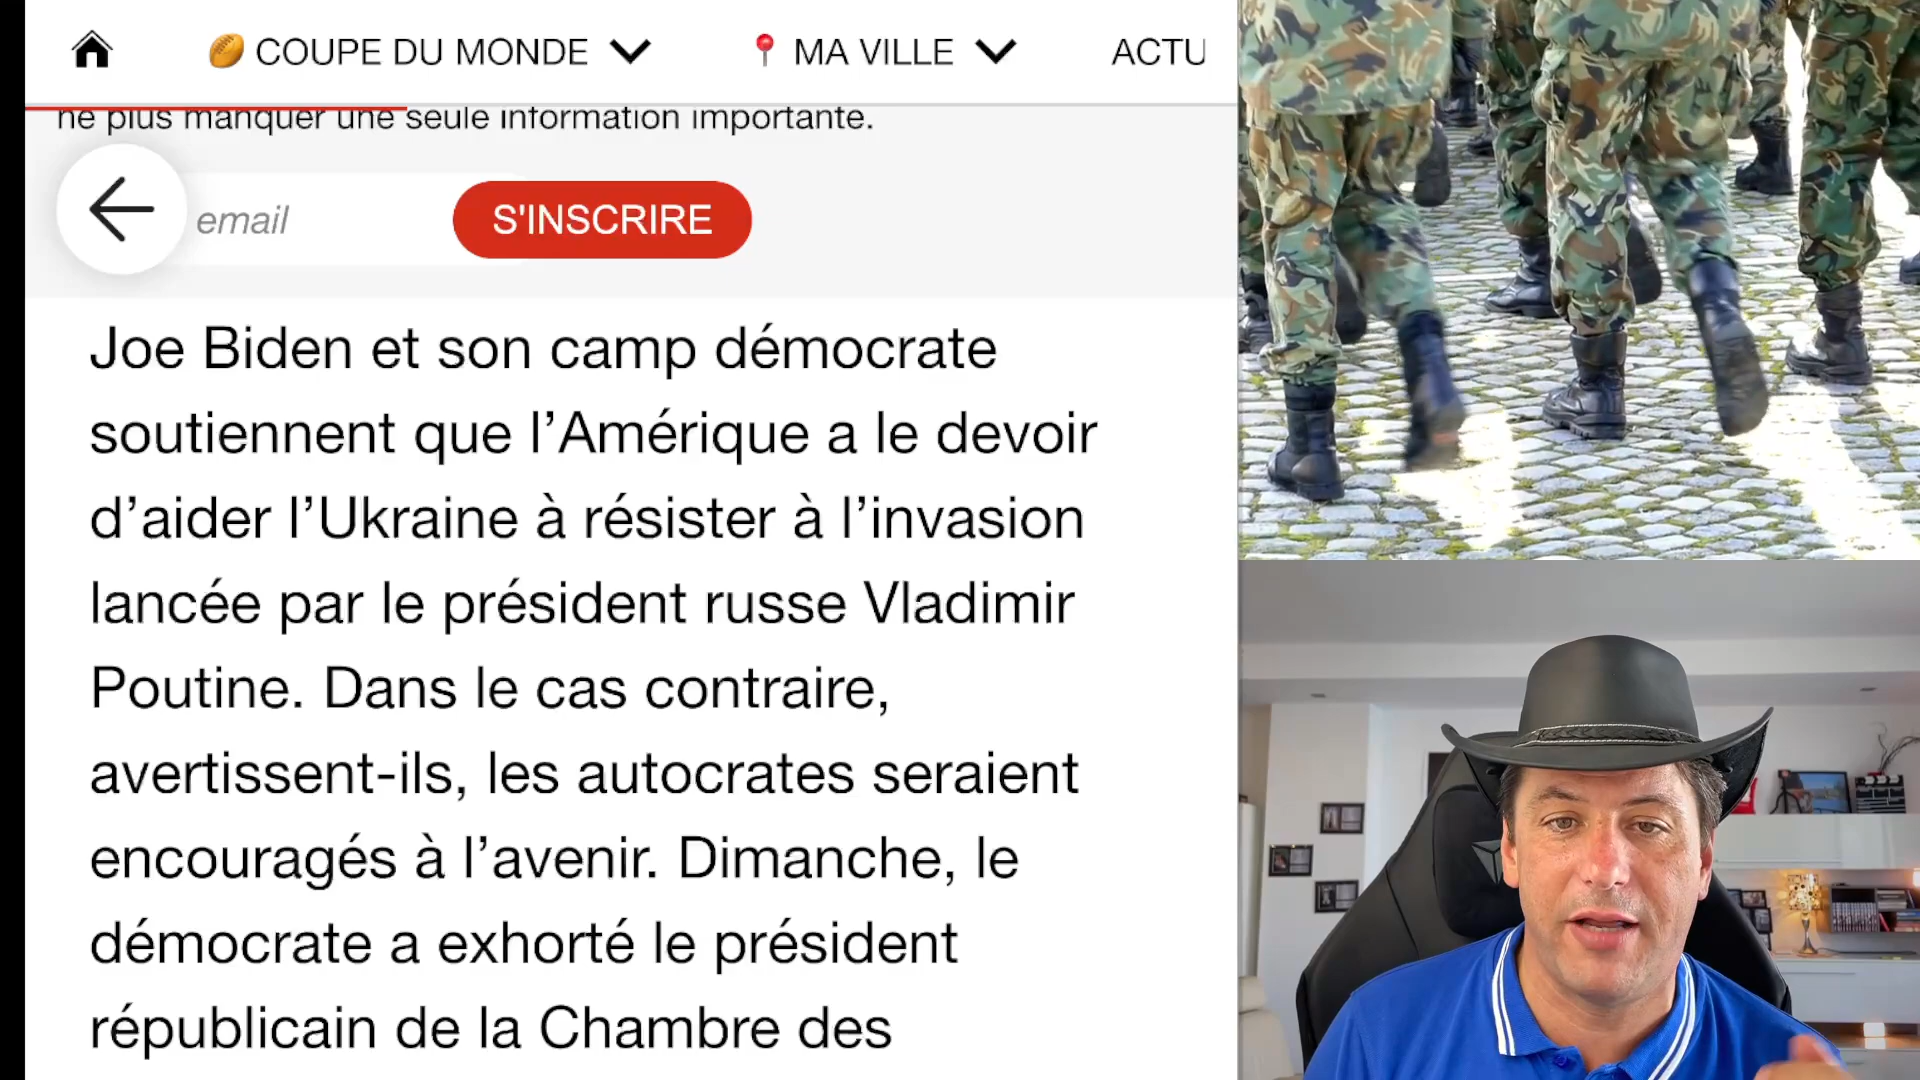 COUPE DU MONDE
MA VILLE
ACTU
ne plus manquer une seule information importante.
email
S'INSCRIRE
Joe Biden et son camp démocrate
soutiennent que l’Amérique a le devoir
d’aider l’Ukraine à résister à l’invasion
lancée par le président russe Vladimir
Poutine. Dans le cas contraire,
avertissent-ils, les autocrates seraient
encouragés à l’avenir. Dimanche, le
démocrate a exhorté le président
républicain de la Chambre des